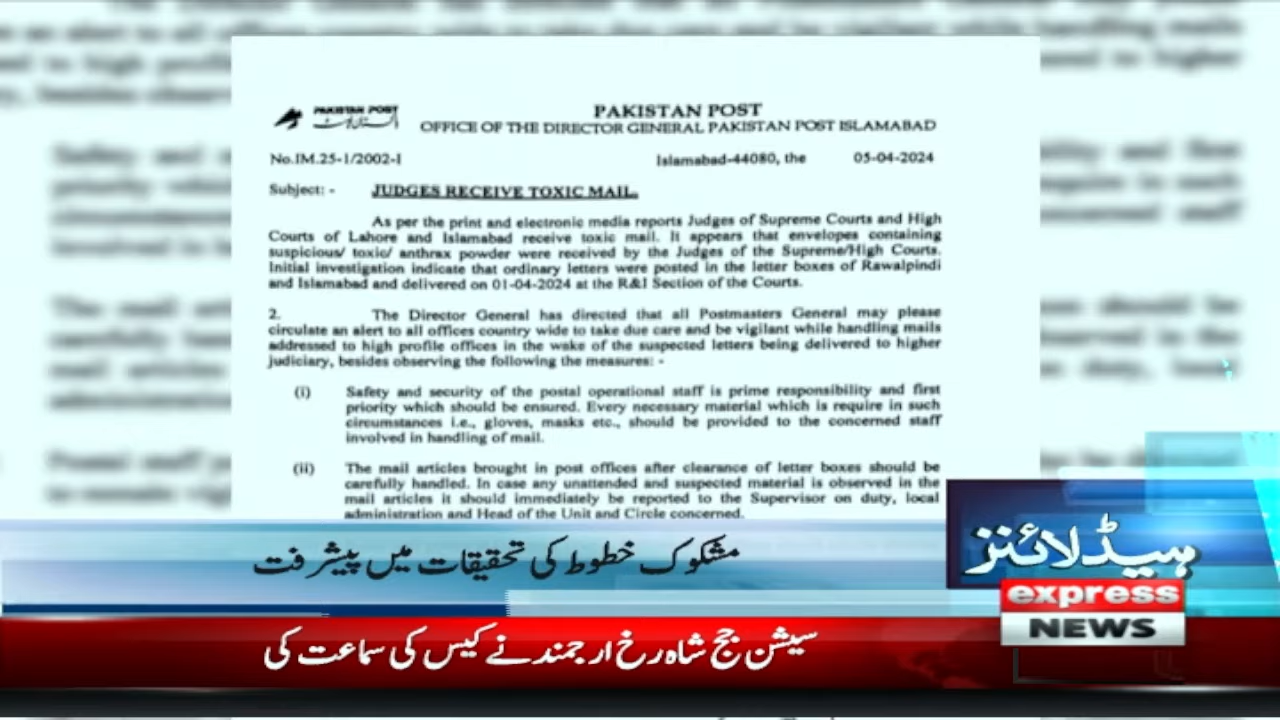 PAKISTAN POST
پاکستان پوسٹ
PAKISTAN POST
OFFICE OF THE DIRECTOR GENERAL PAKISTAN POST ISLAMABAD
No.IM.25-1/2002-I
Islamabad-44080, the 05-04-2024
Subject: - JUDGES RECEIVE TOXIC MAIL.
As per the print and electronic media reports Judges of Supreme Courts and High
Courts of Lahore and Islamabad receive toxic mail. It appears that envelopes containing
suspicious/ toxic/ anthrax powder were received by the Judges of the Supreme/High Courts.
Initial investigation indicate that ordinary letters were posted in the letter boxes of Rawalpindi
and Islamabad and delivered on 01-04-2024 at the R&I Section of the Courts.
2. The Director General has directed that all Postmasters General may please
circulate an alert to all offices country wide to take due care and be vigilant while handling mails
addressed to high profile offices in the wake of the suspected letters being delivered to higher
judiciary, besides observing the following the measures: -
(i) Safety and security of the postal operational staff is prime responsibility and first
priority which should be ensured. Every necessary material which is require in such
circumstances i.e., gloves, masks etc., should be provided to the concerned staff
involved in handling of mail.
(ii) The mail articles brought in post offices after clearance of letter boxes should be
carefully handled. In case any unattended and suspected material is observed in the
mail articles it should immediately be reported to the Supervisor on duty, local
administration and Head of the Unit and Circle concerned.
ہیڈلائنز
مشکوک خطوط کی تحقیقات میں پیشرفت
express
NEWS
سیشن جج شاہ رخ ارجمند نے کیس کی سماعت کی